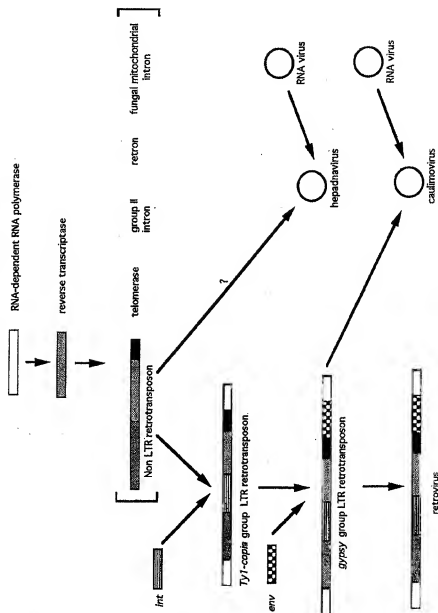 RNA-dependent RNA polymerase
reverse transcriptase
telomerase
group II
intron
retron
fungal mitochondrial
intron
Non LTR retrotransposon
int
?
RNA virus
hepadnavirus
Ty1-copia group LTR retrotransposon
env
RNA virus
caulimovirus
gypsy group LTR retrotransposon
retrovirus